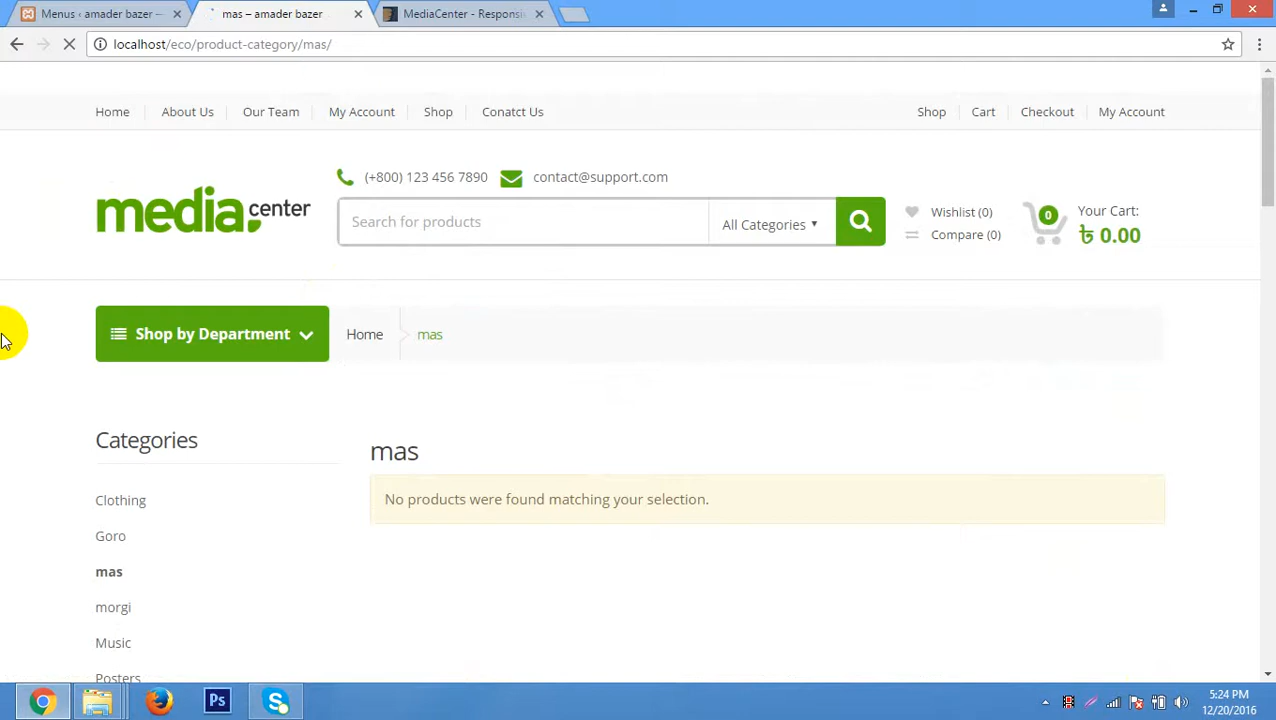 Menus ‹ amader bazer —
mas – amader bazer
MediaCenter - Responsi
localhost/eco/product-category/mas/
Home About Us Our Team My Account Shop Conatct Us Shop Cart Checkout My Account
(+800) 123 456 7890 contact@support.com
media center
Search for products All Categories
Wishlist (0)
Compare (0)
0
Your Cart:
৳ 0.00
Shop by Department Home mas
Categories
Clothing
Goro
mas
morgi
Music
Posters
mas
No products were found matching your selection.
Ps
5:24 PM
12/20/2016